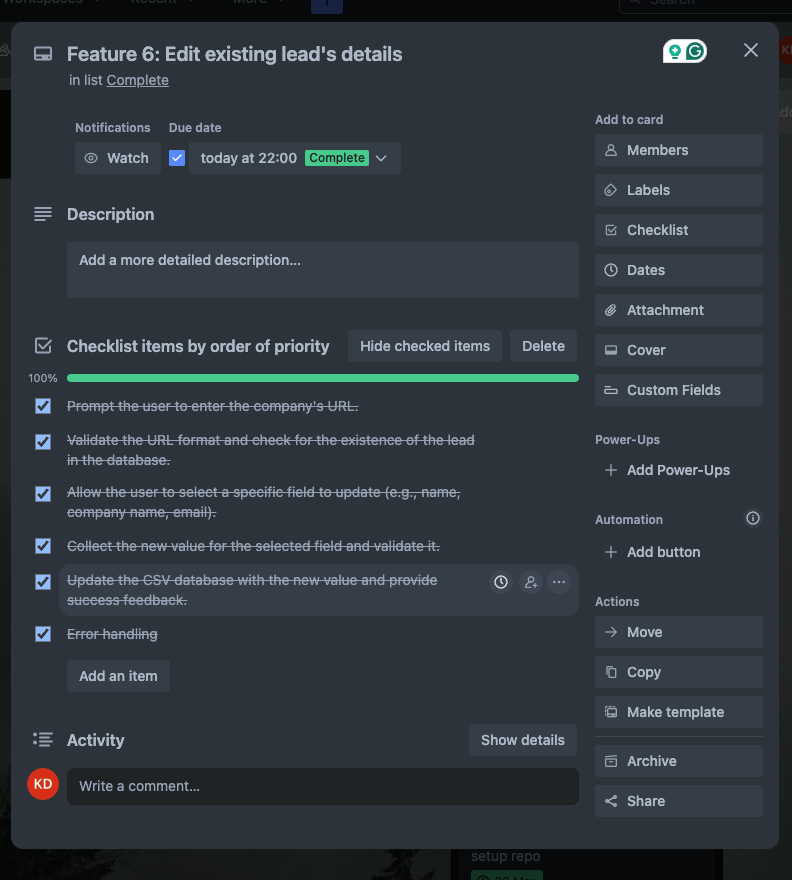 Workspaces
Recent
More
Search
Feature 6: Edit existing lead's details
in list Complete
Notifications
Due date
Watch
today at 22:00
Complete
Description
Add a more detailed description...
Checklist items by order of priority
Hide checked items
Delete
100%
Prompt the user to enter the company's URL.
Validate the URL format and check for the existence of the lead
in the database.
Allow the user to select a specific field to update (e.g., name,
company name, email).
Collect the new value for the selected field and validate it.
Update the CSV database with the new value and provide
success feedback.
Error handling
Add an item
Activity
Show details
KD
Write a comment...
Add to card
Members
Labels
Checklist
Dates
Attachment
Cover
Custom Fields
Power-Ups
Add Power-Ups
Automation
Add button
Actions
Move
Copy
Make template
Archive
Share
setup repo